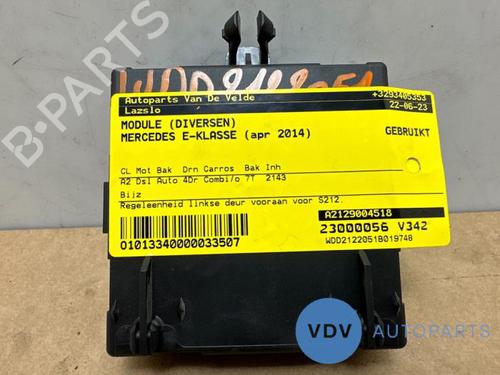 Autoparts Van De Velde +3293405353
Lazslo 22-06-23
MODULE (DIVERSEN)
MERCEDES E-KLASSE (apr 2014) GEBRUIKT
CL Mot Bak Drn Carros Bak Inh
A2 Dsl Auto 4Dr Combi/o 7T 2143
Bijz
Regeleenheid linkse deur vooraan voor S212.
A2129004518
23000056 V342
O1013340000033507 WDD2122051B019748
VDV AUTOPARTS